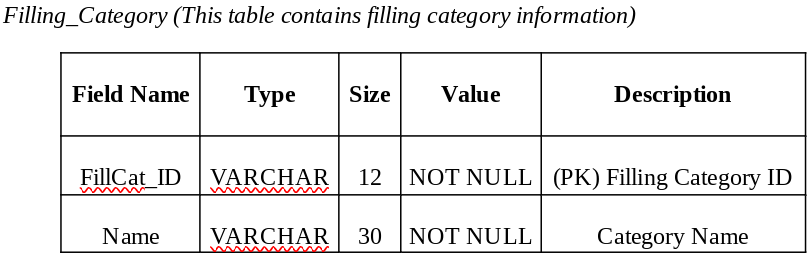 Filling_Category (This table contains filling category information)
Field Name Type Size Value Description
FillCat_ID VARCHAR 12 NOT NULL (PK) Filling Category ID
Name VARCHAR 30 NOT NULL Category Name